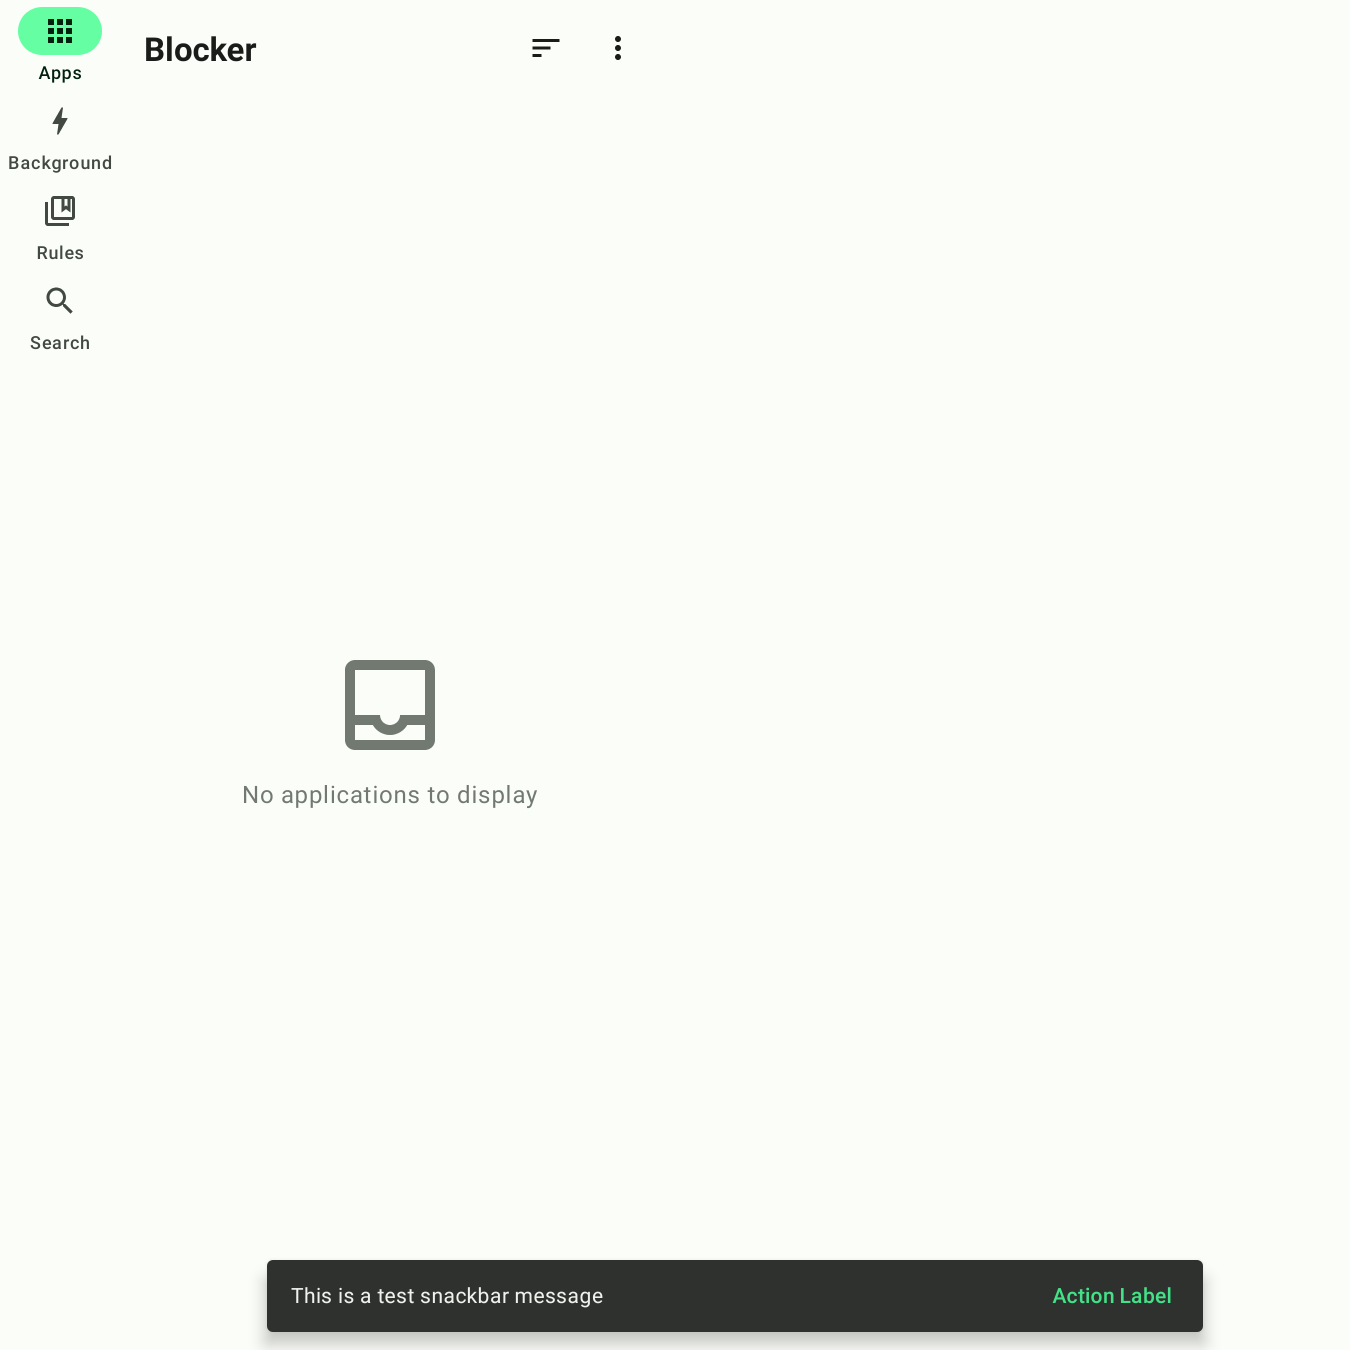 Apps
Background
Rules
Search
Blocker
No applications to display
This is a test snackbar message
Action Label